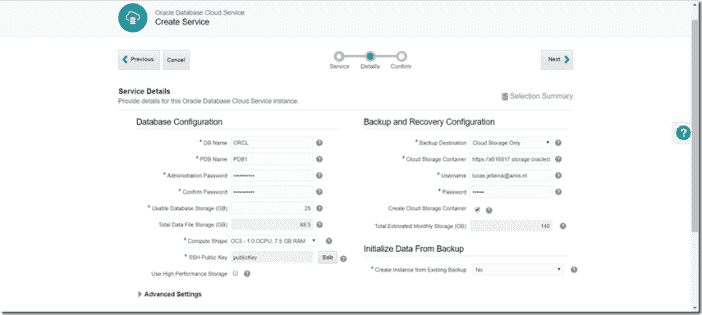 Oracle Database Cloud Service
Create Service
Previous
Cancel
Service
Details
Confirm
Next
Service Details
Provide details for this Oracle Database Cloud Service instance.
Selection Summary
Database Configuration
* DB Name ORCL
* PDB Name PDB1
* Administration Password ••••••••••
* Confirm Password ••••••••••
* Usable Database Storage (GB) 25
Total Data File Storage (GB) 88.5
* Compute Shape OC3 - 1.0 OCPU, 7.5 GB RAM
* SSH Public Key publicKey Edit
Use High Performance Storage
Advanced Settings
Backup and Recovery Configuration
* Backup Destination Cloud Storage Only
* Cloud Storage Container
* Username lucas.jellema@amis.nl
* Password ••••••
Create Cloud Storage Container
Total Estimated Monthly Storage (GB) 140
Initialize Data From Backup
* Create Instance from Existing Backup No
?